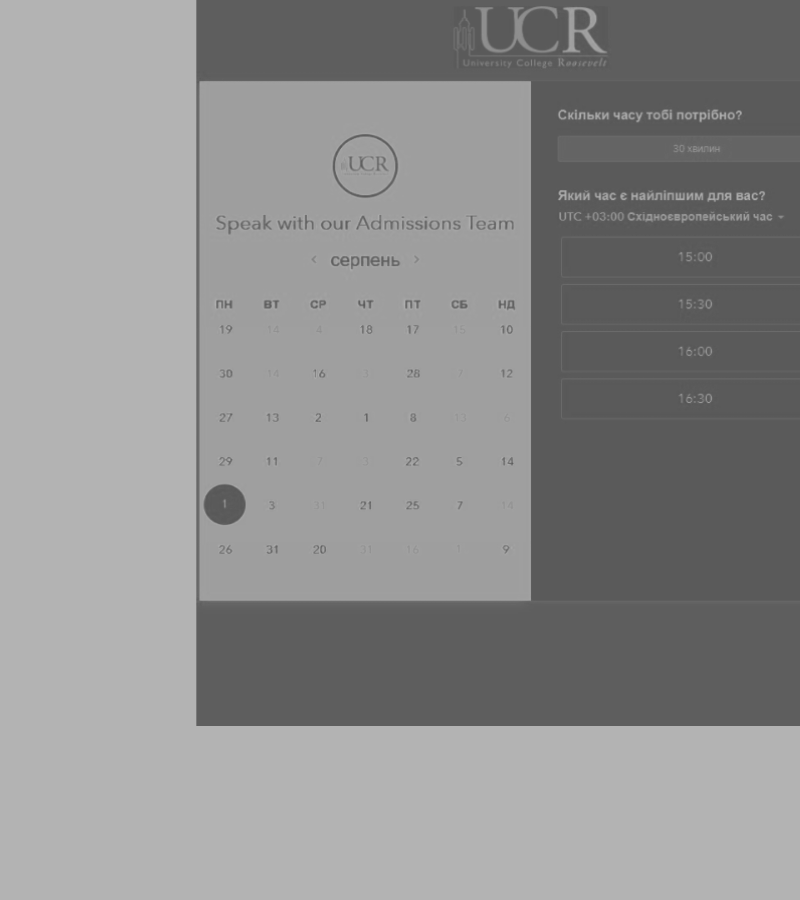 UCR
University College Roosevelt
UCR
Speak with our Admissions Team
‹ серпень ›
ПН ВТ СР ЧТ ПТ СБ НД
19 14 4 18 17 15 10
30 14 16 3 28 7 12
27 13 2 1 8 13 6
29 11 7 3 22 5 14
1 3 31 21 25 7 14
26 31 20 31 16 1 9
Скільки часу тобі потрібно?
30 хвилин
Який час є найліпшим для вас?
UTC +03:00 Східноєвропейський час
15:00
15:30
16:00
16:30